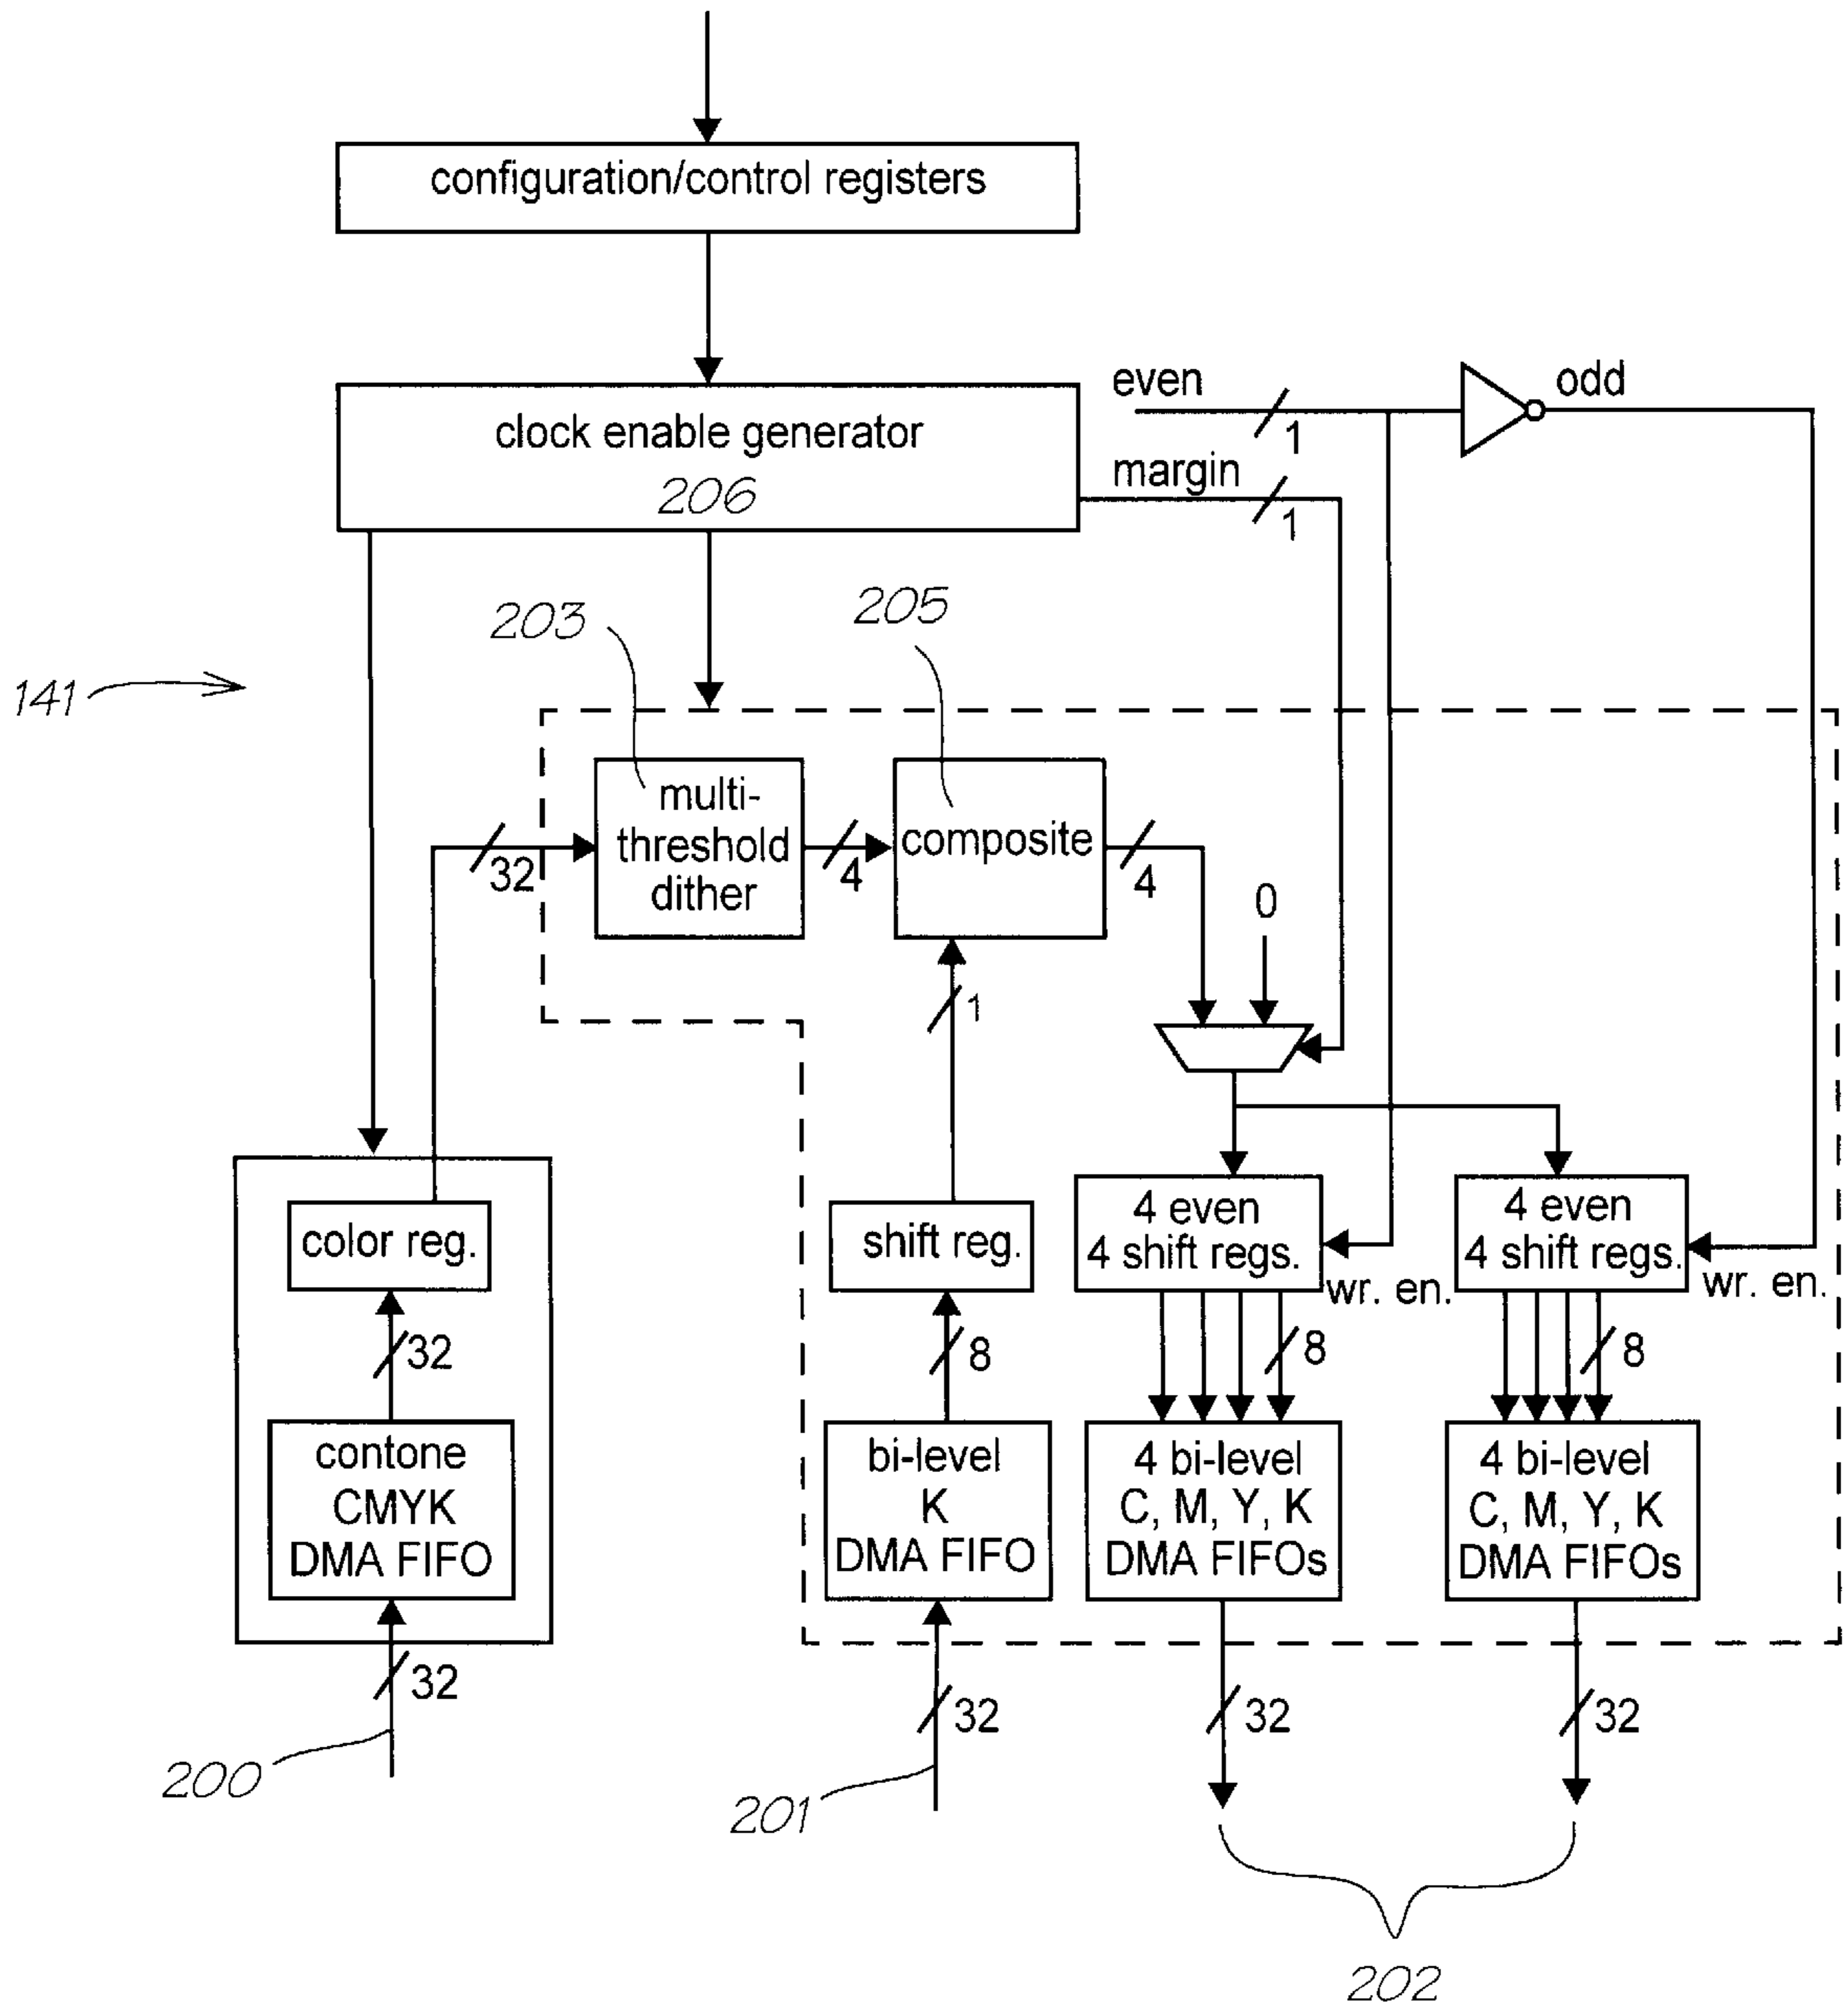 configuration/control registers
clock enable generator
206
even
1
odd
margin
1
203
205
141
multi-
threshold
dither
composite
32
4
4
0
1
color reg.
shift reg.
4 even
4 shift regs.
wr. en.
4 even
4 shift regs.
wr. en.
32
8
8
8
contone
CMYK
DMA FIFO
bi-level
K
DMA FIFO
4 bi-level
C, M, Y, K
DMA FIFOs
4 bi-level
C, M, Y, K
DMA FIFOs
32
32
32
32
200
201
202